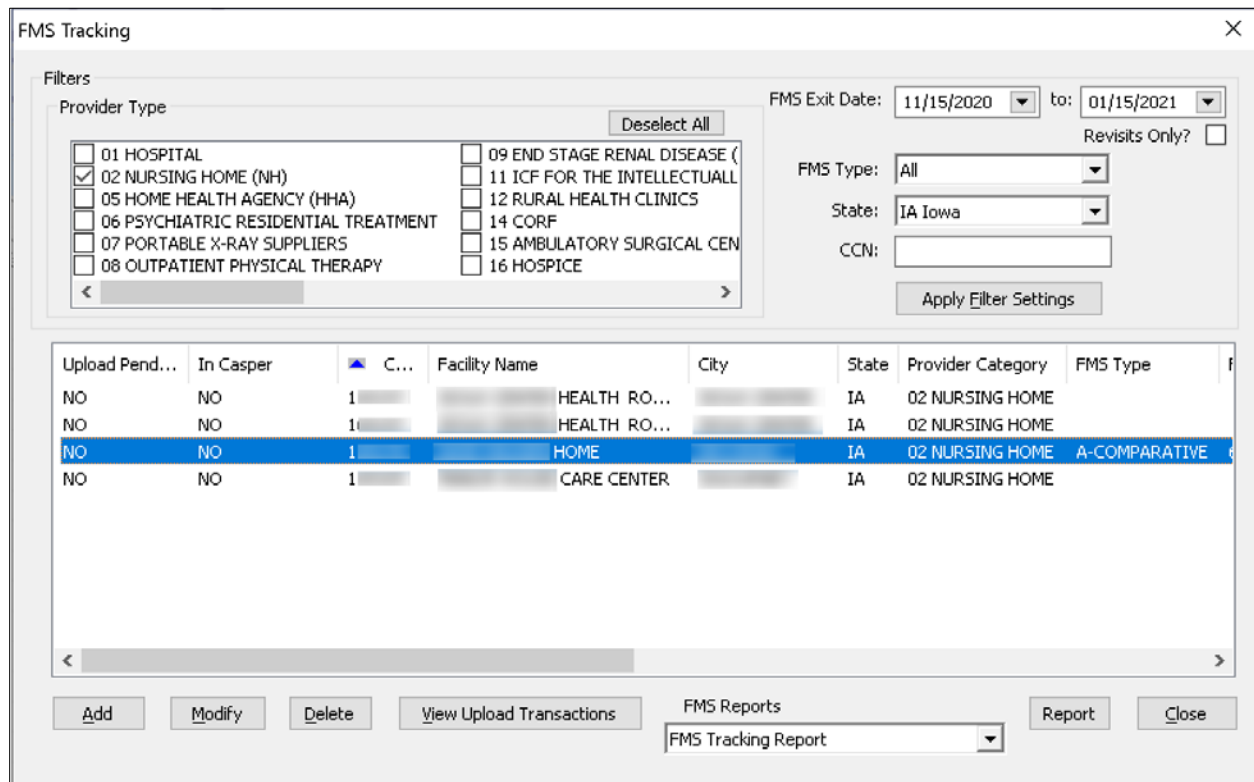 FMS Tracking
Filters
Provider Type
Deselect All
01 HOSPITAL
02 NURSING HOME (NH)
05 HOME HEALTH AGENCY (HHA)
06 PSYCHIATRIC RESIDENTIAL TREATMENT
07 PORTABLE X-RAY SUPPLIERS
08 OUTPATIENT PHYSICAL THERAPY
09 END STAGE RENAL DISEASE (
11 ICF FOR THE INTELLECTUALL
12 RURAL HEALTH CLINICS
14 CORF
15 AMBULATORY SURGICAL CEN
16 HOSPICE
FMS Exit Date: 11/15/2020 to: 01/15/2021
Revisits Only?
FMS Type: All
State: IA Iowa
CCN:
Apply Filter Settings
Upload Pend... In Casper C... Facility Name City State Provider Category FMS Type F
NO NO 1 HEALTH RO... IA 02 NURSING HOME
NO NO 1 HEALTH RO... IA 02 NURSING HOME
NO NO 1 HOME IA 02 NURSING HOME A-COMPARATIVE
NO NO 1 CARE CENTER IA 02 NURSING HOME
Add Modify Delete View Upload Transactions
FMS Reports
FMS Tracking Report
Report Close